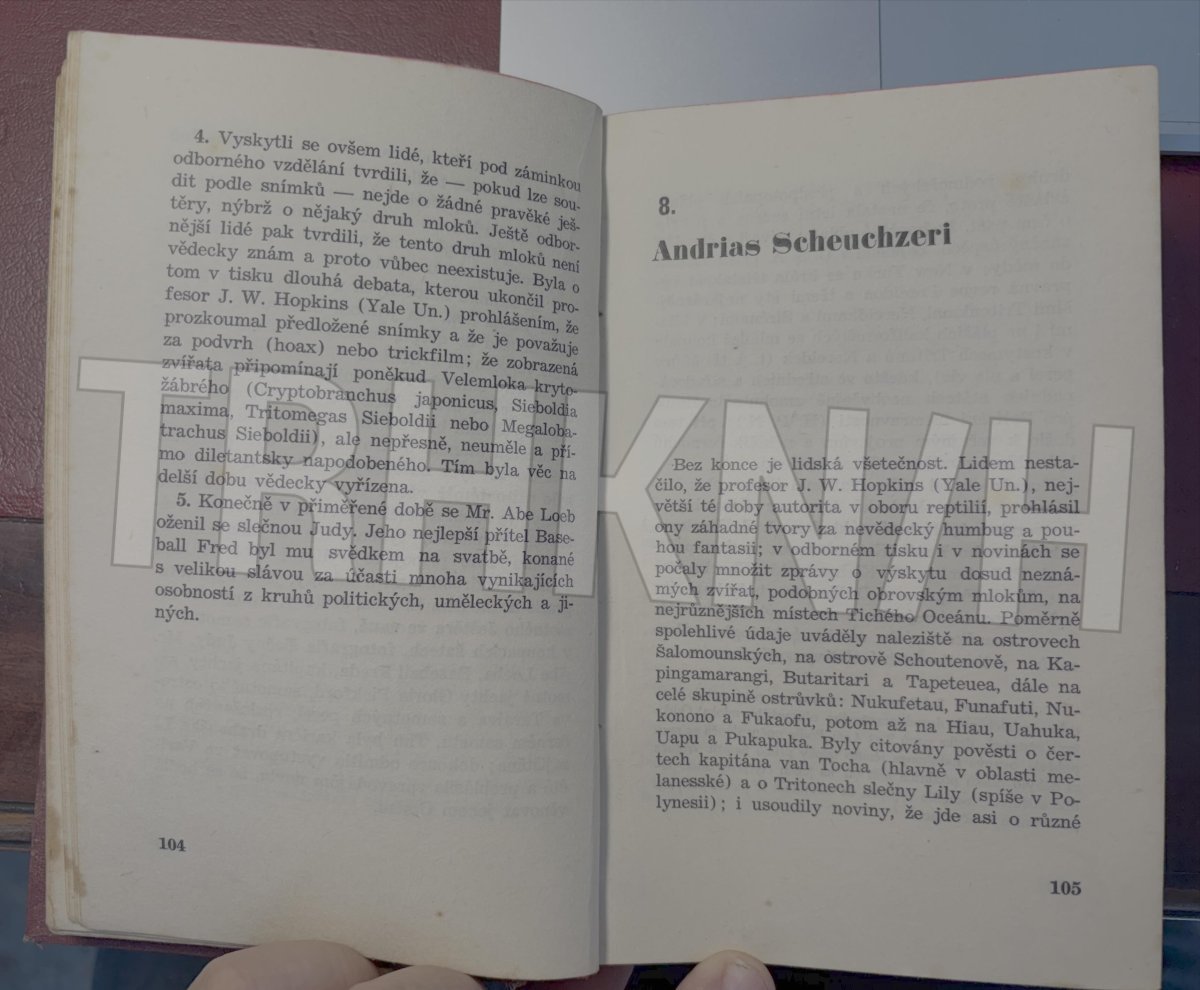 4. Vyskytli se ovšem lidé, kteří pod záminkou
odborného vzdělání tvrdili, že — pokud lze sou-
dit podle snímků — nejde o žádné pravěké ješ-
těry, nýbrž o nějaký druh mloků. Ještě odbor-
nější lidé pak tvrdili, že tento druh mloků není
vědecky znám a proto vůbec neexistuje. Byla o
tom v tisku dlouhá debata, kterou ukončil pro-
fesor J. W. Hopkins (Yale Un.) prohlášením, že
prozkoumal předložené snímky a že je považuje
za podvrh (hoax) nebo trickfilm; že zobrazená
zvířata připomínají poněkud Velemloka kryto-
žábrého (Cryptobranchus japonicus, Sieboldia
maxima, Tritomegas Sieboldii nebo Megaloba-
trachus Sieboldii), ale nepřesně, neuměle a pří-
mo diletantsky napodobeného. Tím byla věc na
delší dobu vědecky vyřízena.
5. Konečně v přiměřené době se Mr. Abe Loeb
oženil se slečnou Judy. Jeho nejlepší přítel Base-
ball Fred byl mu svědkem na svatbě, konané
s velikou slávou za účasti mnoha vynikajících
osobností z kruhů politických, uměleckých a ji-
ných.
104
8.
Andrias Scheuchzeri
Bez konce je lidská všetečnost. Lidem nesta-
čilo, že profesor J. W. Hopkins (Yale Un.), nej-
větší té doby autorita v oboru reptilií, prohlásil
ony záhadné tvory za nevědecký humbug a pou-
hou fantasii; v odborném tisku i v novinách se
počaly množit zprávy o výskytu dosud nezná-
mých zvířat, podobných obrovským mlokům, na
nejrůznějších místech Tichého Oceánu. Poměrně
spolehlivé údaje uváděly naleziště na ostrovech
Šalomounských, na ostrově Schoutenově, na Ka-
pingamarangi, Butaritari a Tapeteuea, dále na
celé skupině ostrůvků: Nukufetau, Funafuti, Nu-
konono a Fukaofu, potom až na Hiau, Uahuka,
Uapu a Pukapuka. Byly citovány pověsti o čer-
tech kapitána van Tocha (hlavně v oblasti me-
lanesské) a o Tritonech slečny Lily (spíše v Po-
lynesii); i usoudily noviny, že jde asi o různé
105
TRHKNVH